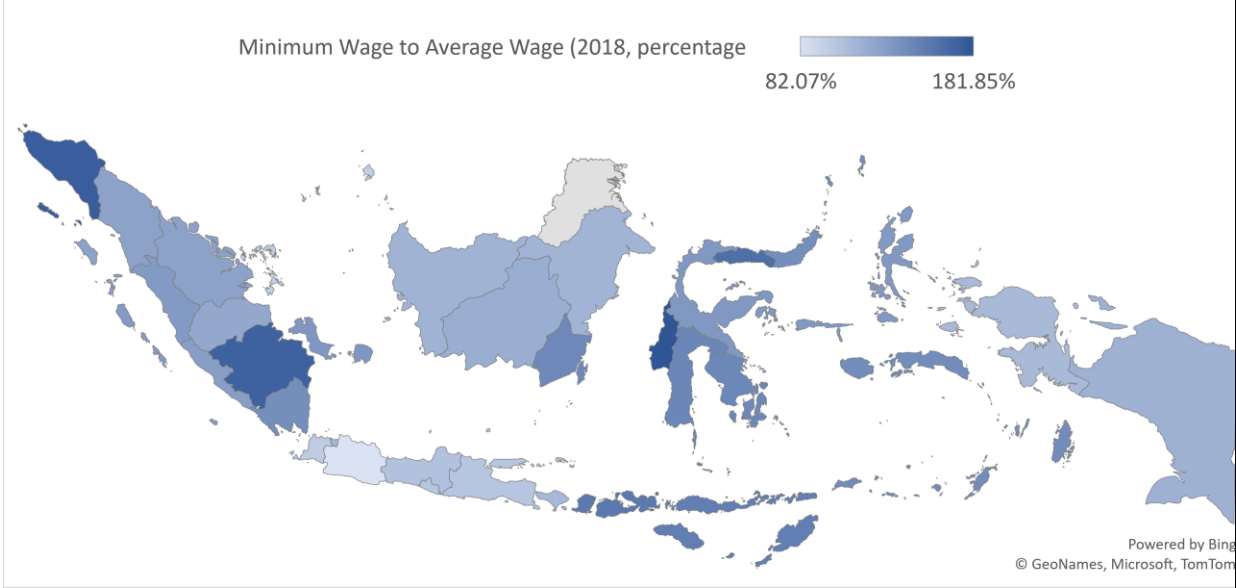 Minimum Wage to Average Wage (2018, percentage
82.07% 181.85%
Powered by Bing
© GeoNames, Microsoft, TomTom